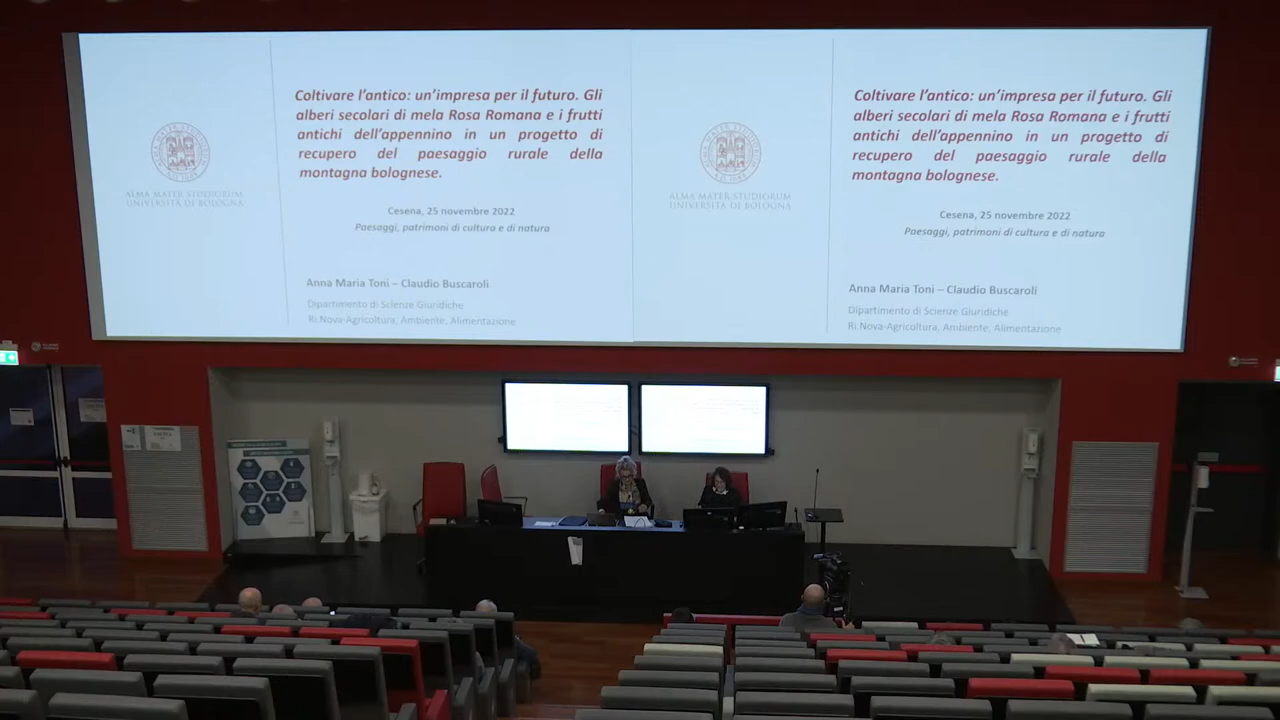 Coltivare l'antico: un'impresa per il futuro. Gli
alberi secolari di mela Rosa Romana e i frutti
antichi dell'appennino in un progetto di
recupero del paesaggio rurale della
montagna bolognese.
ALMA MATER STUDIORUM
UNIVERSITÀ DI BOLOGNA
Cesena, 25 novembre 2022
Paesaggi, patrimoni di cultura e di natura
Anna Maria Toni – Claudio Buscaroli
Dipartimento di Scienze Giuridiche
Ri.Nova-Agricoltura, Ambiente, Alimentazione
Coltivare l'antico: un'impresa per il futuro. Gli
alberi secolari di mela Rosa Romana e i frutti
antichi dell'appennino in un progetto di
recupero del paesaggio rurale della
montagna bolognese.
ALMA MATER STUDIORUM
UNIVERSITÀ DI BOLOGNA
Cesena, 25 novembre 2022
Paesaggi, patrimoni di cultura e di natura
Anna Maria Toni – Claudio Buscaroli
Dipartimento di Scienze Giuridiche
Ri.Nova-Agricoltura, Ambiente, Alimentazione